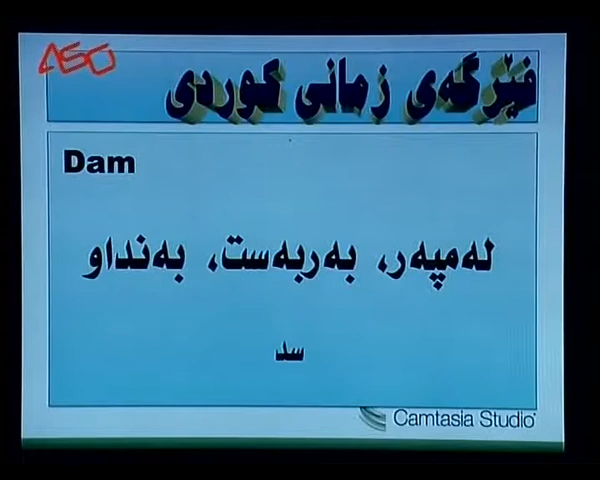 ASO
فێرگەی زمانی کوردی
Dam
لەمپەر، بەربەست، بەنداو
سد
Camtasia Studio